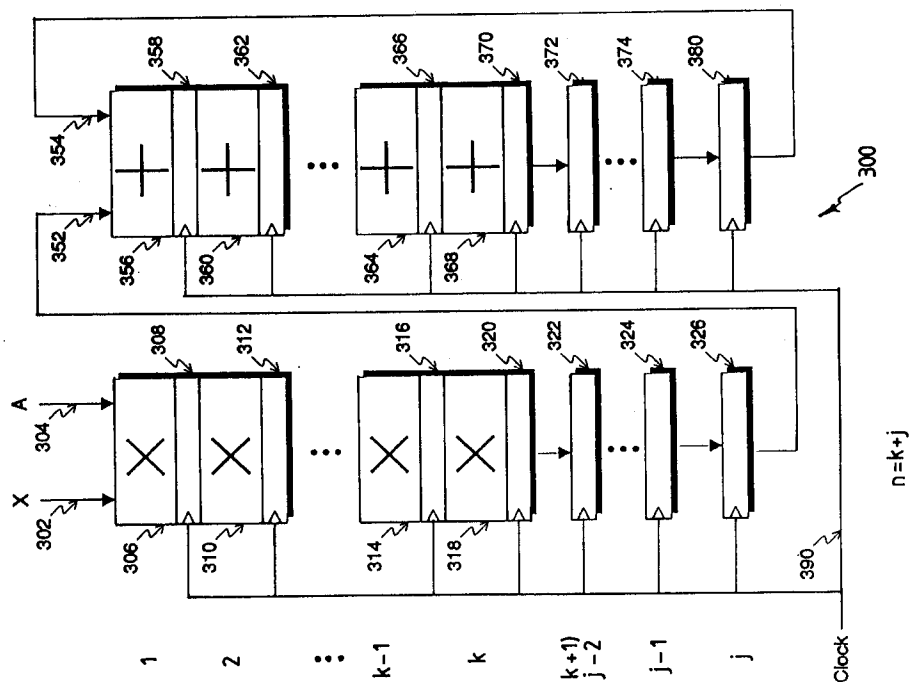 X A
302 304
1 306 308 352 354 356 358
2 310 312 360 362
k-1 314 316 364 366
k 318 320 368 370
k+1)
j-2 322 372
j-1 324 374
j 326 380
Clock 390
n=k+j
300